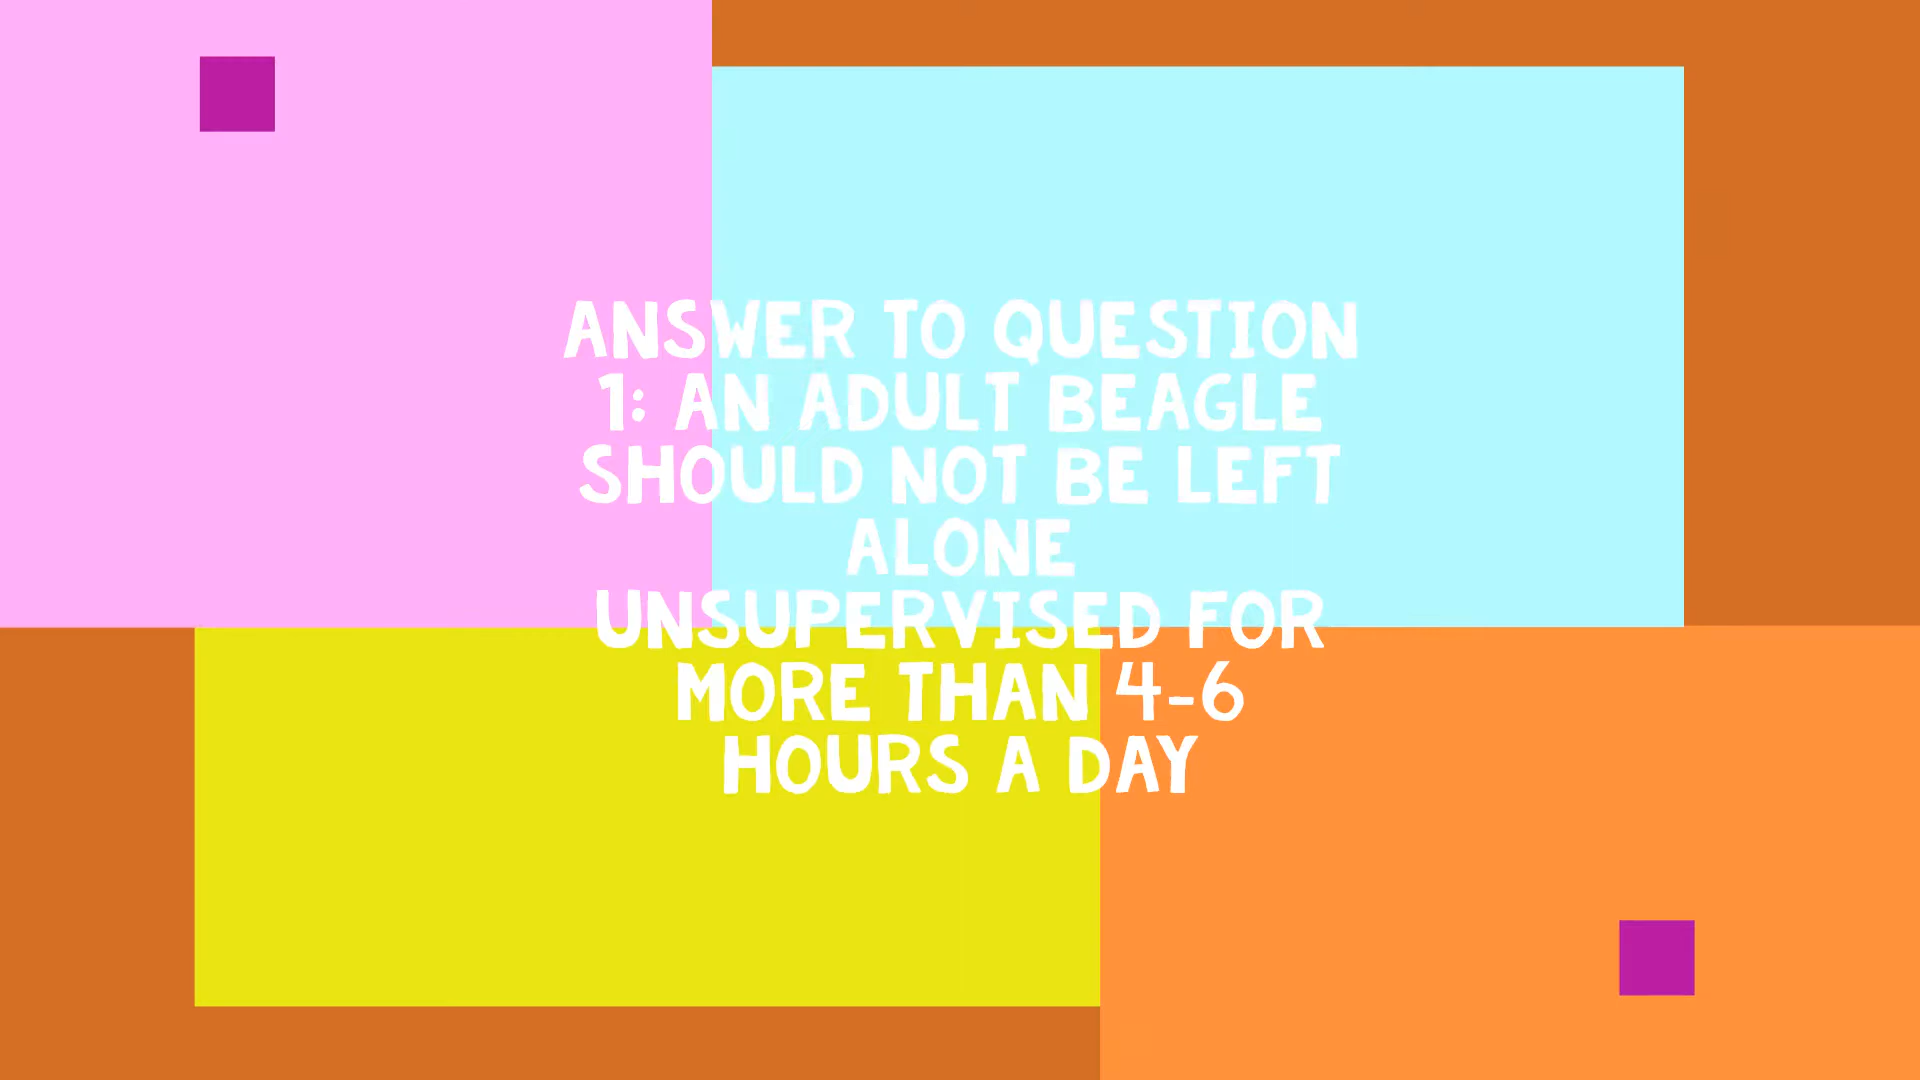 ANSWER TO QUESTION
1: AN ADULT BEAGLE
SHOULD NOT BE LEFT
ALONE
UNSUPERVISED FOR
MORE THAN 4-6
HOURS A DAY